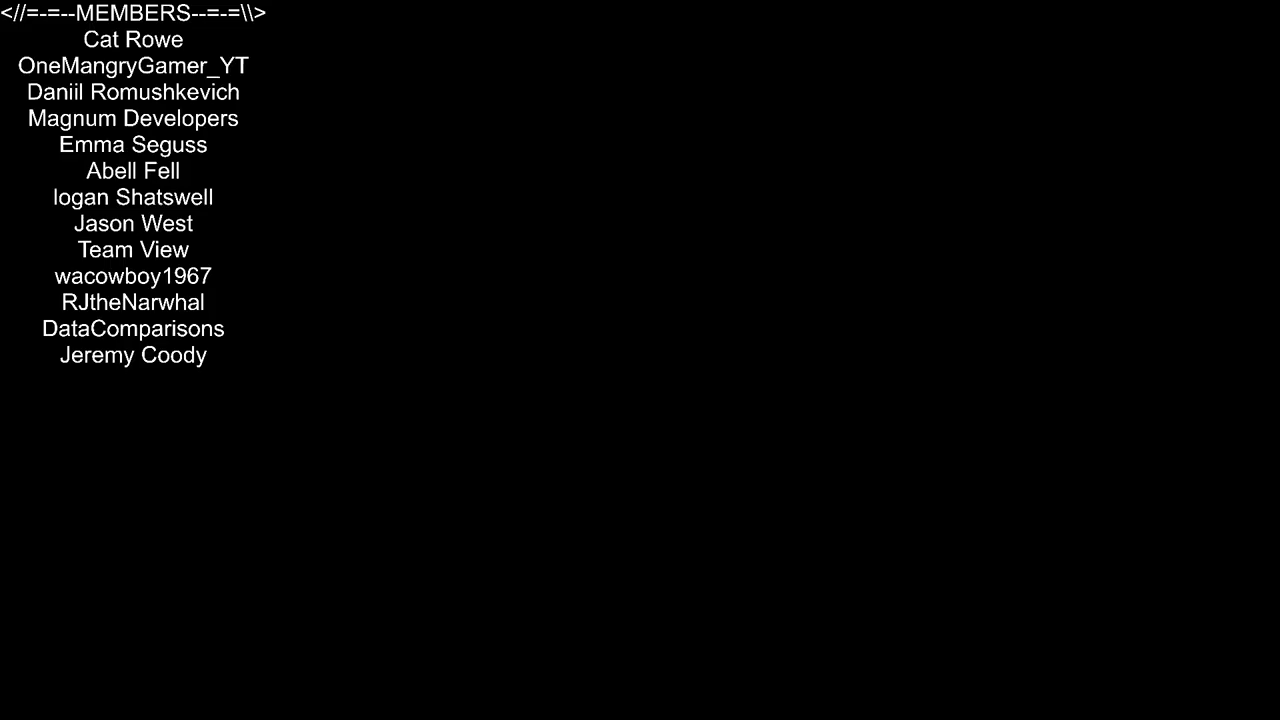 <//=-=--MEMBERS--=-=\\>
Cat Rowe
OneMangryGamer_YT
Daniil Romushkevich
Magnum Developers
Emma Seguss
Abell Fell
logan Shatswell
Jason West
Team View
wacowboy1967
RJtheNarwhal
DataComparisons
Jeremy Coody